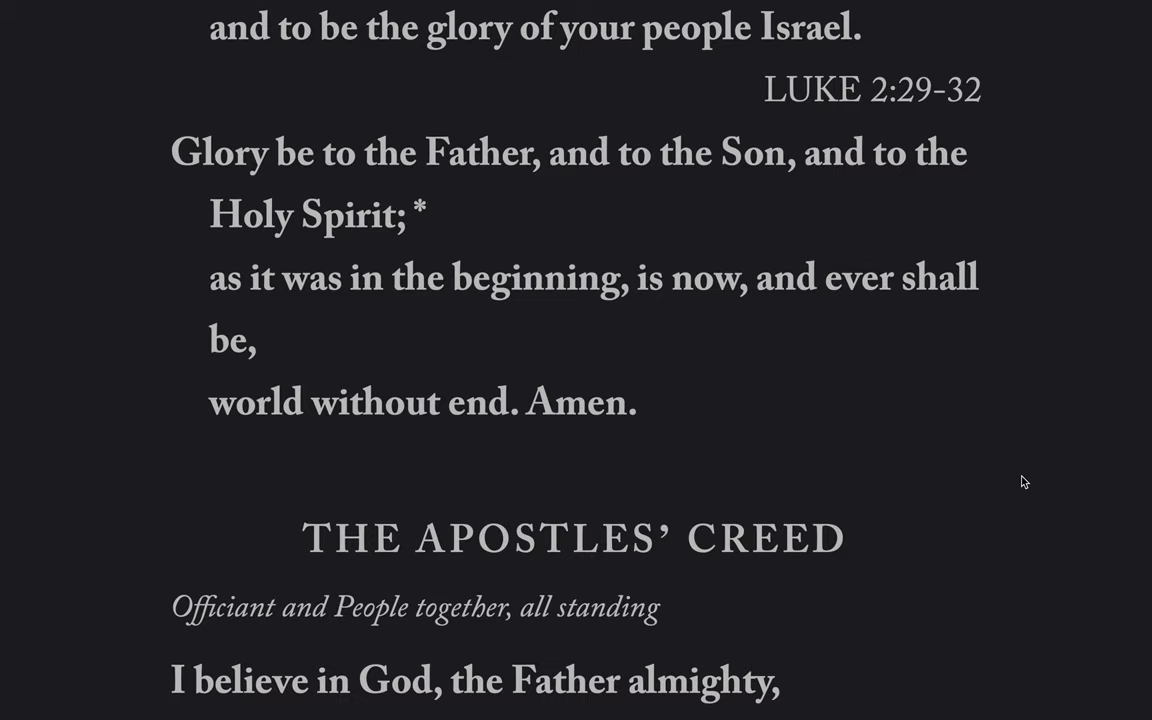 and to be the glory of your people Israel.
LUKE 2:29-32
Glory be to the Father, and to the Son, and to the
Holy Spirit; *
as it was in the beginning, is now, and ever shall
be,
world without end. Amen.
THE APOSTLES’ CREED
Officiant and People together, all standing
I believe in God, the Father almighty,